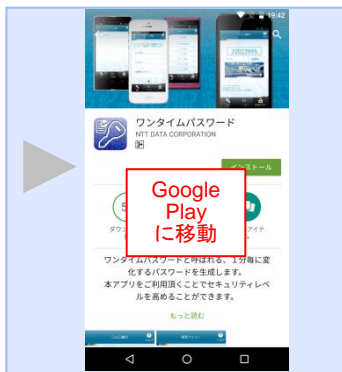 19:42
32023995
ワンタイムパスワード
NTT DATA CORPORATION
3+
インストール
Google
Play
に移動
ワンタイムパスワードと呼ばれる、1分毎に変
化するパスワードを生成します。
本アプリをご利用頂くことでセキュリティレベ
ルを高めることができます。
もっと読む